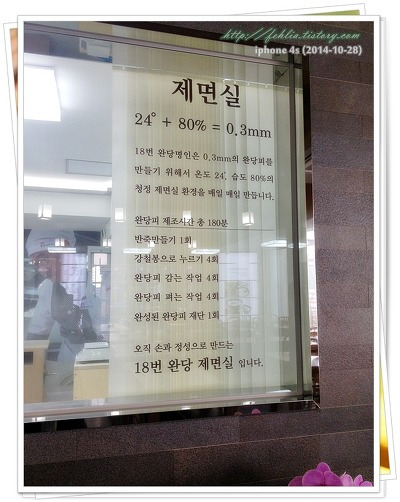 http://fohlia.tistory.com
iphone 4s (2014-10-28)
제면실
24° + 80% = 0.3mm
18번 완당명인은 0.3mm의 완당피를
만들기 위해서 온도 24°, 습도 80%의
청정 제면실 환경을 매일 매일 만듭니다.
완당피 제조시간 총 180분
반죽만들기 1회
강철봉으로 누르기 4회
완당피 감는 작업 4회
완당피 펴는 작업 4회
완성된 완당피 재단 1회
오직 손과 정성으로 만드는
18번 완당 제면실 입니다.